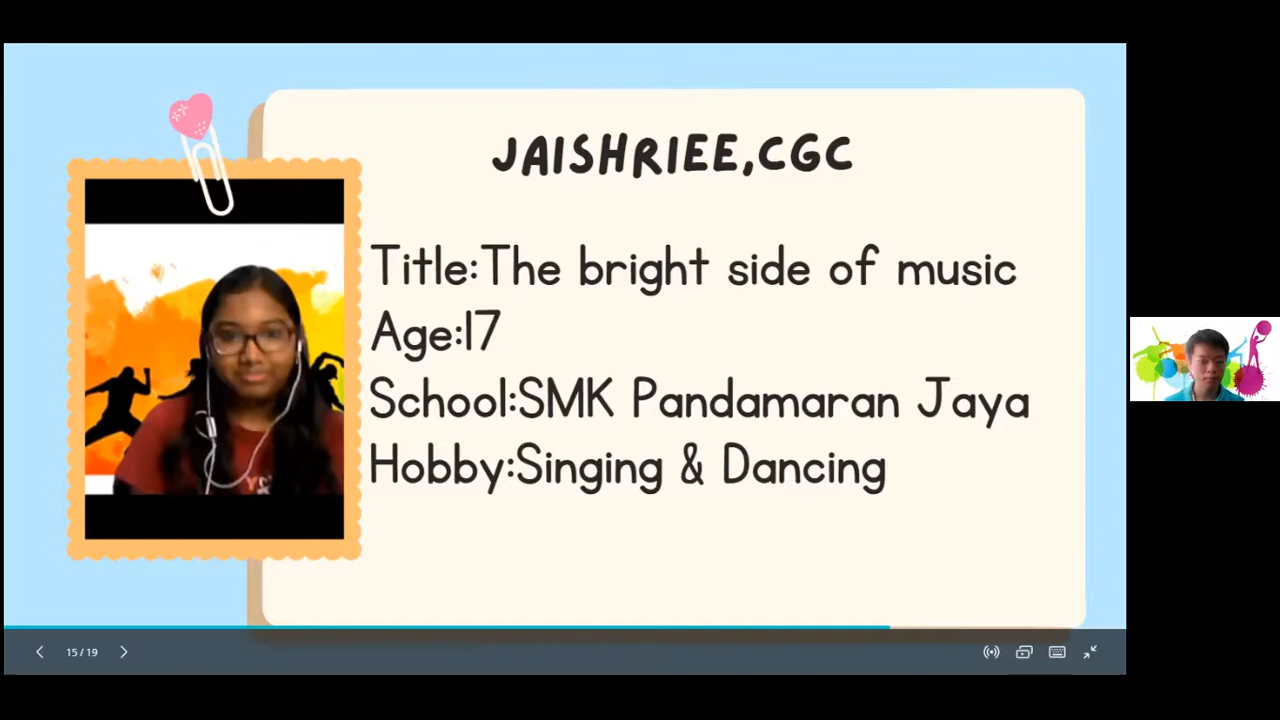 JAISHRIEE,CGC
Title:The bright side of music
Age:17
School:SMK Pandamaran Jaya
Hobby:Singing & Dancing
15 / 19